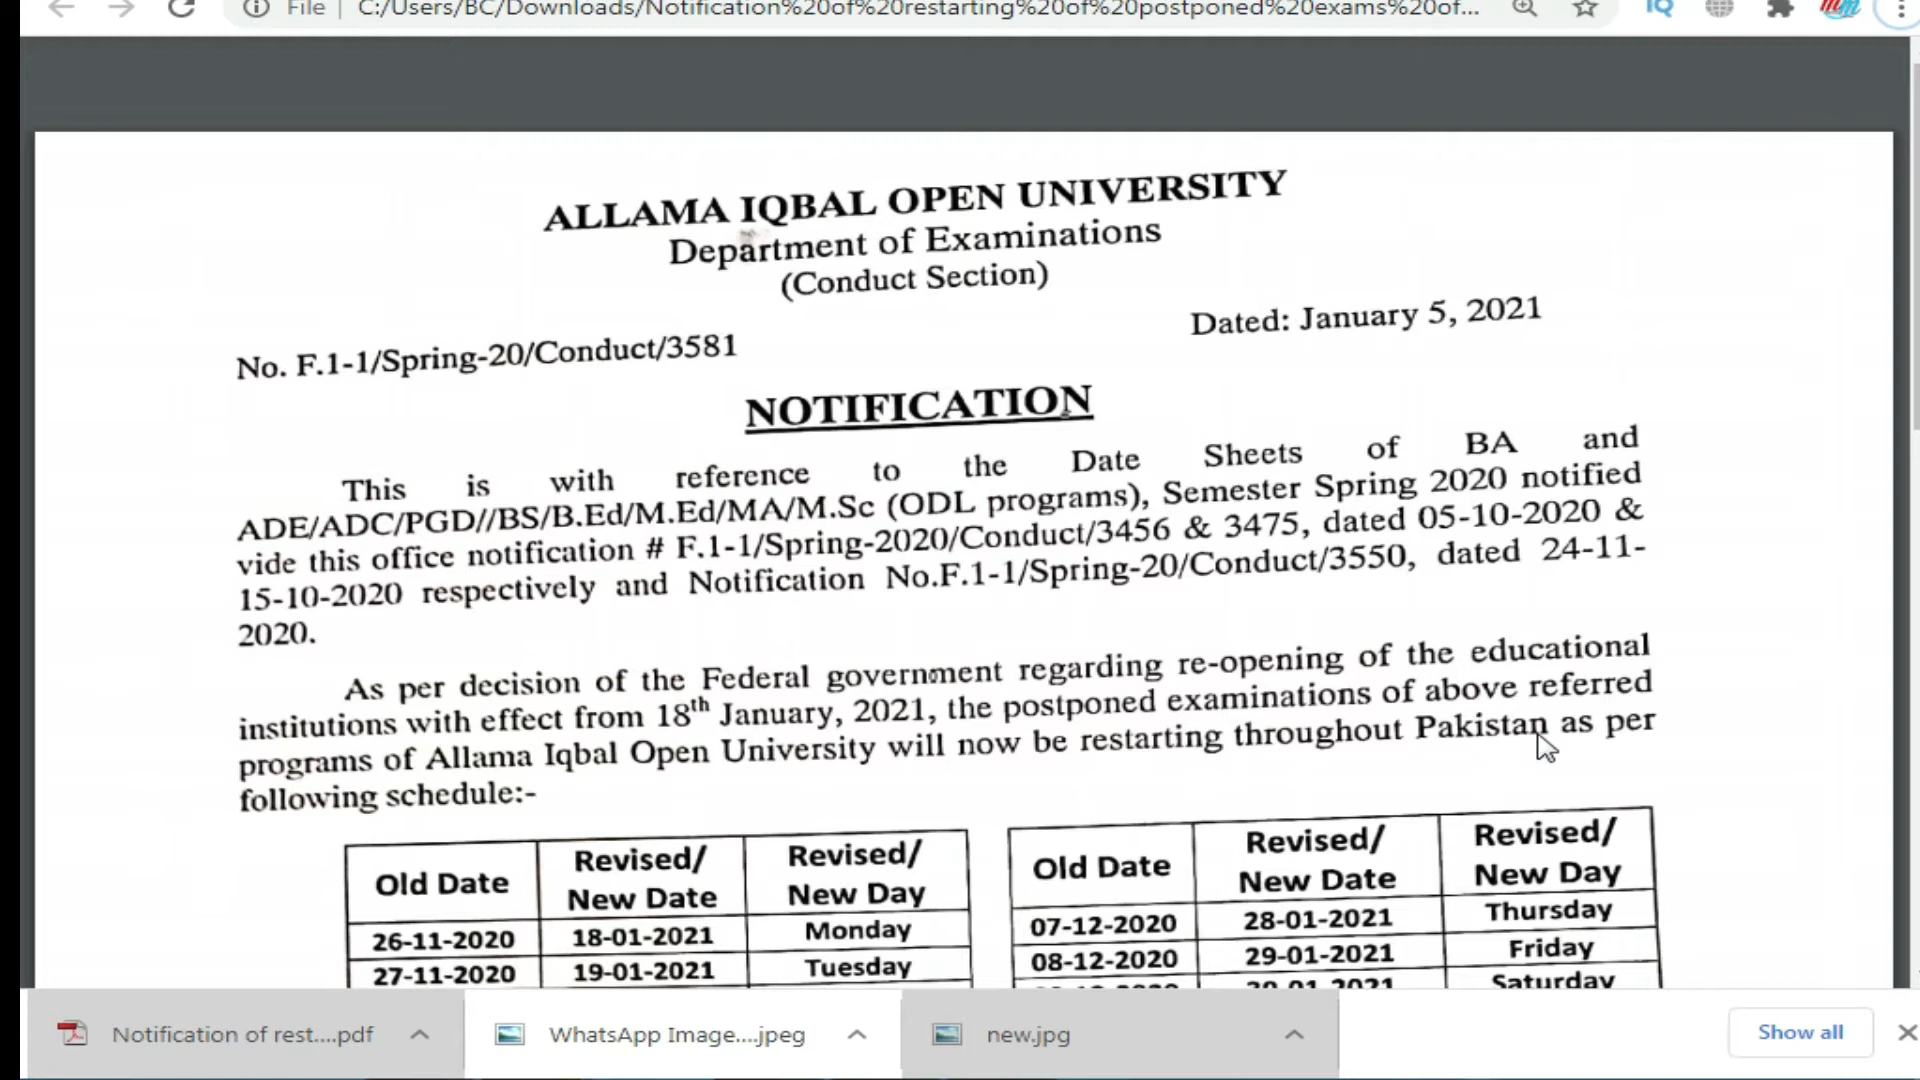 File | C:/Users/BC/Downloads/Notification%20of%20restarting%20of%20postponed%20exams%20of...
ALLAMA IQBAL OPEN UNIVERSITY
Department of Examinations
(Conduct Section)
No. F.1-1/Spring-20/Conduct/3581
Dated: January 5, 2021
NOTIFICATION
This is with reference to the Date Sheets of BA and
ADE/ADC/PGD//BS/B.Ed/M.Ed/MA/M.Sc (ODL programs), Semester Spring 2020 notified
vide this office notification # F.1-1/Spring-2020/Conduct/3456 & 3475, dated 05-10-2020 &
15-10-2020 respectively and Notification No.F.1-1/Spring-20/Conduct/3550, dated 24-11-
2020.
As per decision of the Federal government regarding re-opening of the educational
institutions with effect from 18th January, 2021, the postponed examinations of above referred
programs of Allama Iqbal Open University will now be restarting throughout Pakistan as per
following schedule:-
Old Date Revised/ New Date Revised/ New Day
26-11-2020 18-01-2021 Monday
27-11-2020 19-01-2021 Tuesday
Old Date Revised/ New Date Revised/ New Day
07-12-2020 28-01-2021 Thursday
08-12-2020 29-01-2021 Friday
Saturday
Notification of rest....pdf
WhatsApp Image....jpeg
new.jpg
Show all